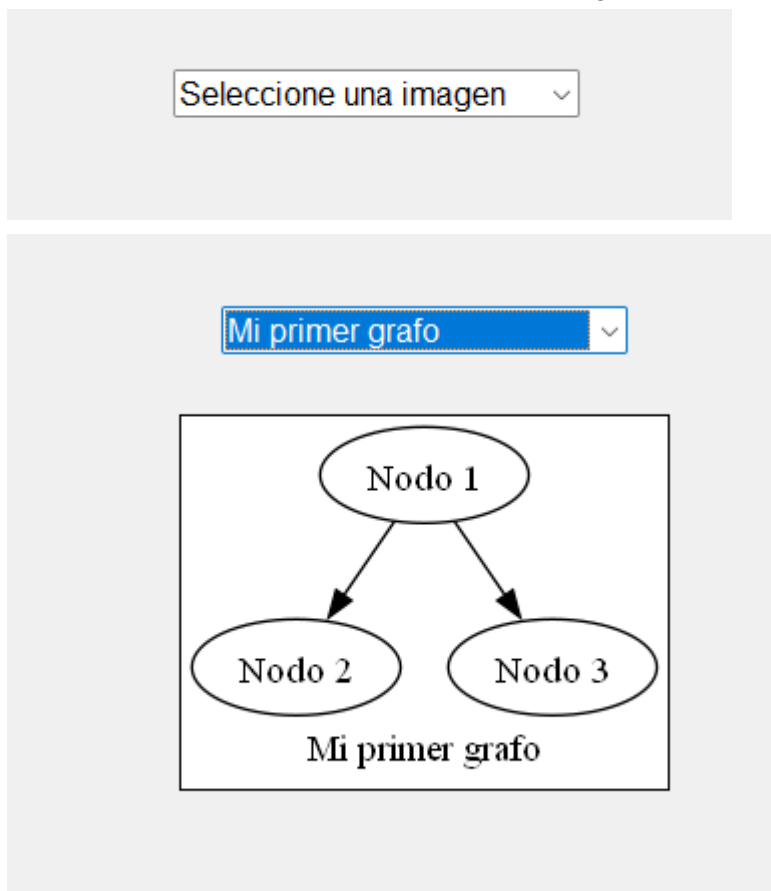 Seleccione una imagen
Mi primer grafo
Nodo 1
Nodo 2
Nodo 3
Mi primer grafo